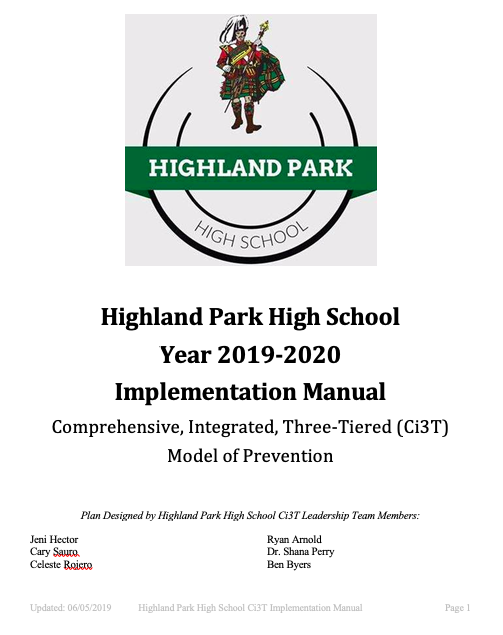 HIGHLAND PARK
HIGH SCHOOL
Highland Park High School
Year 2019-2020
Implementation Manual
Comprehensive, Integrated, Three-Tiered (Ci3T)
Model of Prevention
Plan Designed by Highland Park High School Ci3T Leadership Team Members:
Jeni Hector Ryan Arnold
Cary Sauro Dr. Shana Perry
Celeste Rojero Ben Byers
Updated: 06/05/2019 Highland Park High School Ci3T Implementation Manual Page 1